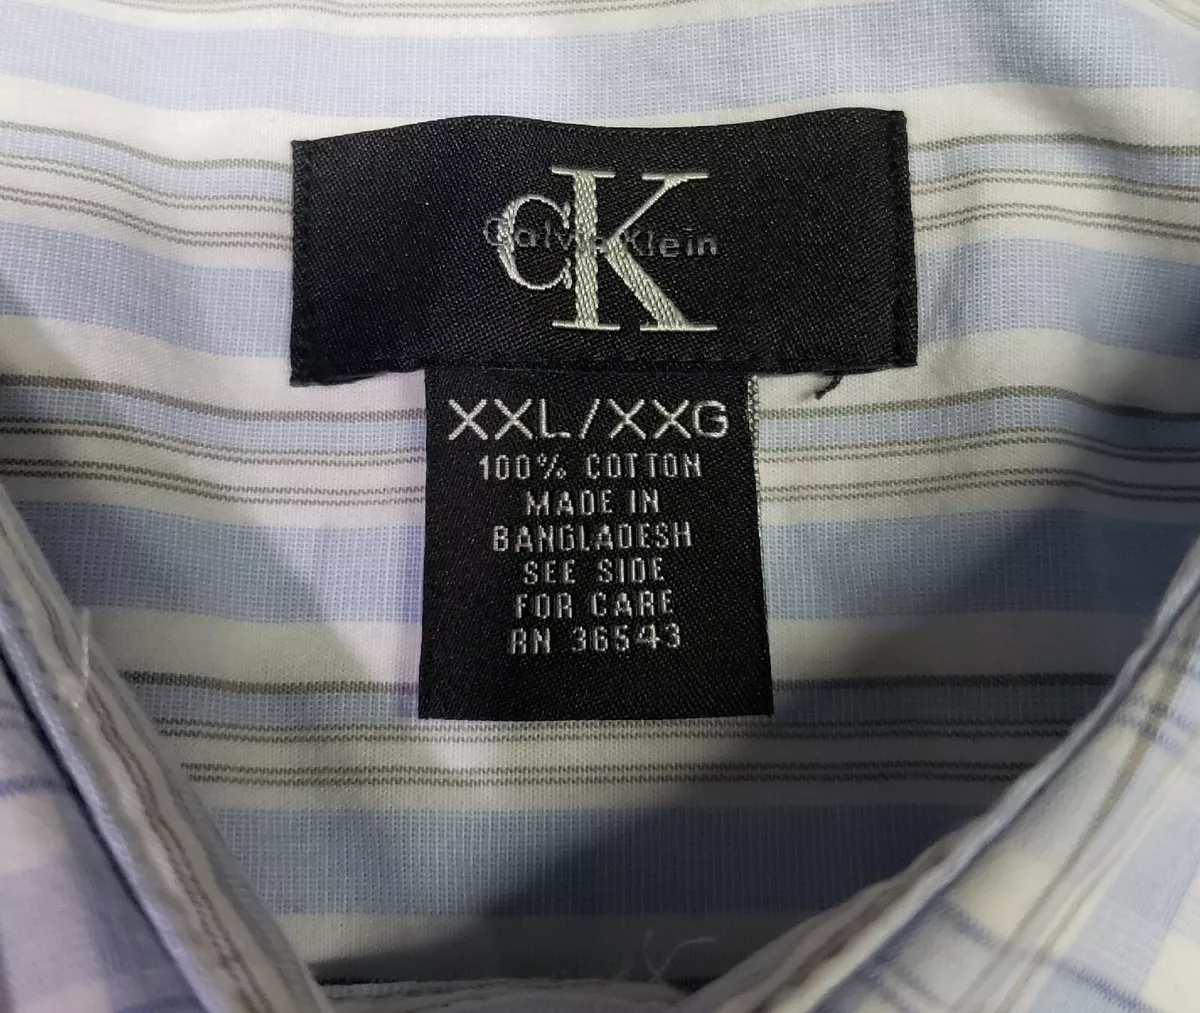 CK
Calvin Klein
XXL/XXG
100% COTTON
MADE IN
BANGLADESH
SEE SIDE
FOR CARE
RN 36543